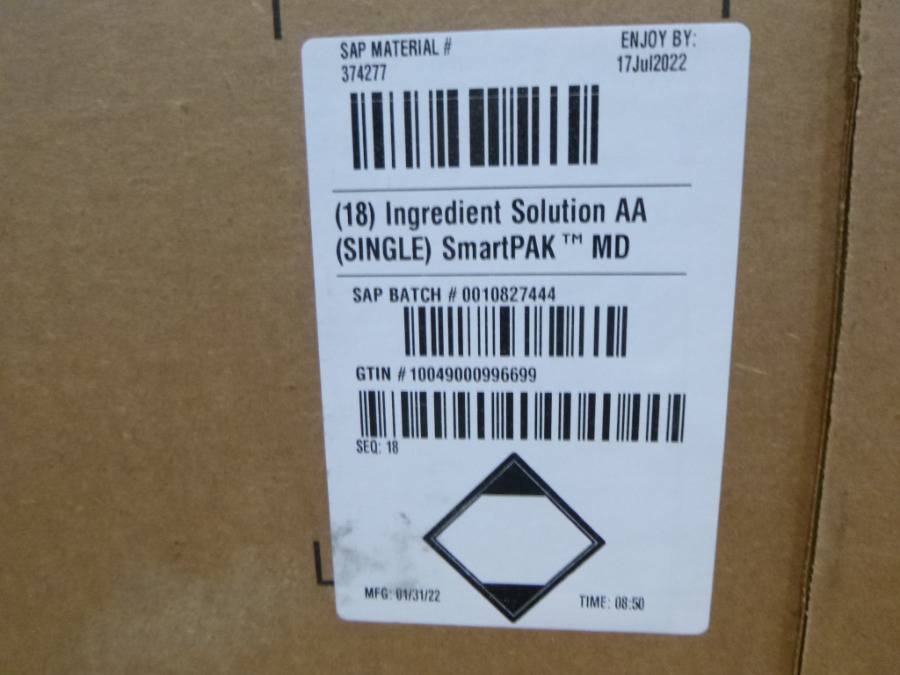 SAP MATERIAL #
374277
ENJOY BY:
17Jul2022
(18) Ingredient Solution AA
(SINGLE) SmartPAK™ MD
SAP BATCH # 0010827444
GTIN # 10049000996699
SEQ: 18
MFG: 01/31/22
TIME: 08:50